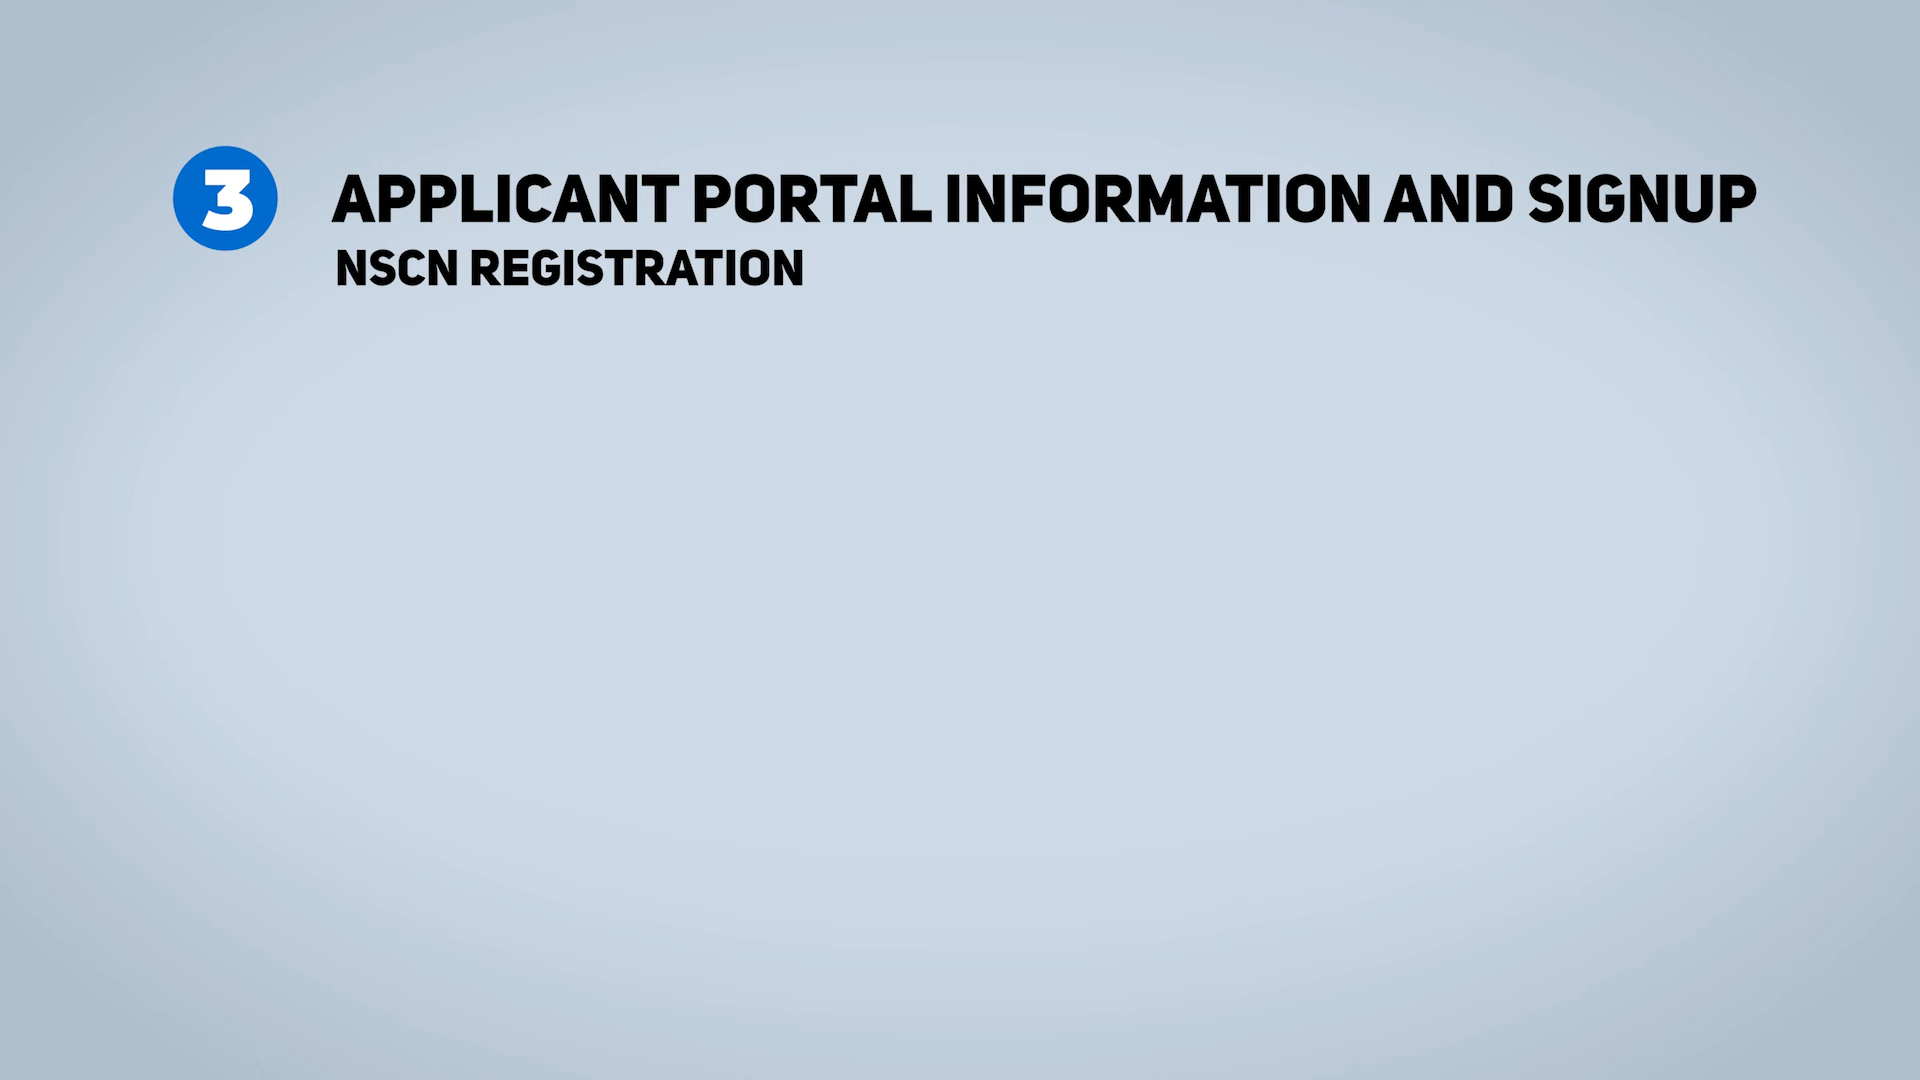 3 APPLICANT PORTAL INFORMATION AND SIGNUP
NSCN REGISTRATION